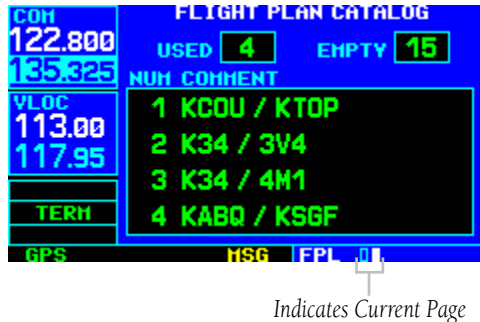 COM
122.800
135.325
VLOC
113.00
117.95
TERM
GPS
FLIGHT PLAN CATALOG
USED 4 EMPTY 15
NUM COMMENT
1 KCOU / KTOP
2 K34 / 3V4
3 K34 / 4M1
4 KABQ / KSGF
MSG FPL
Indicates Current Page